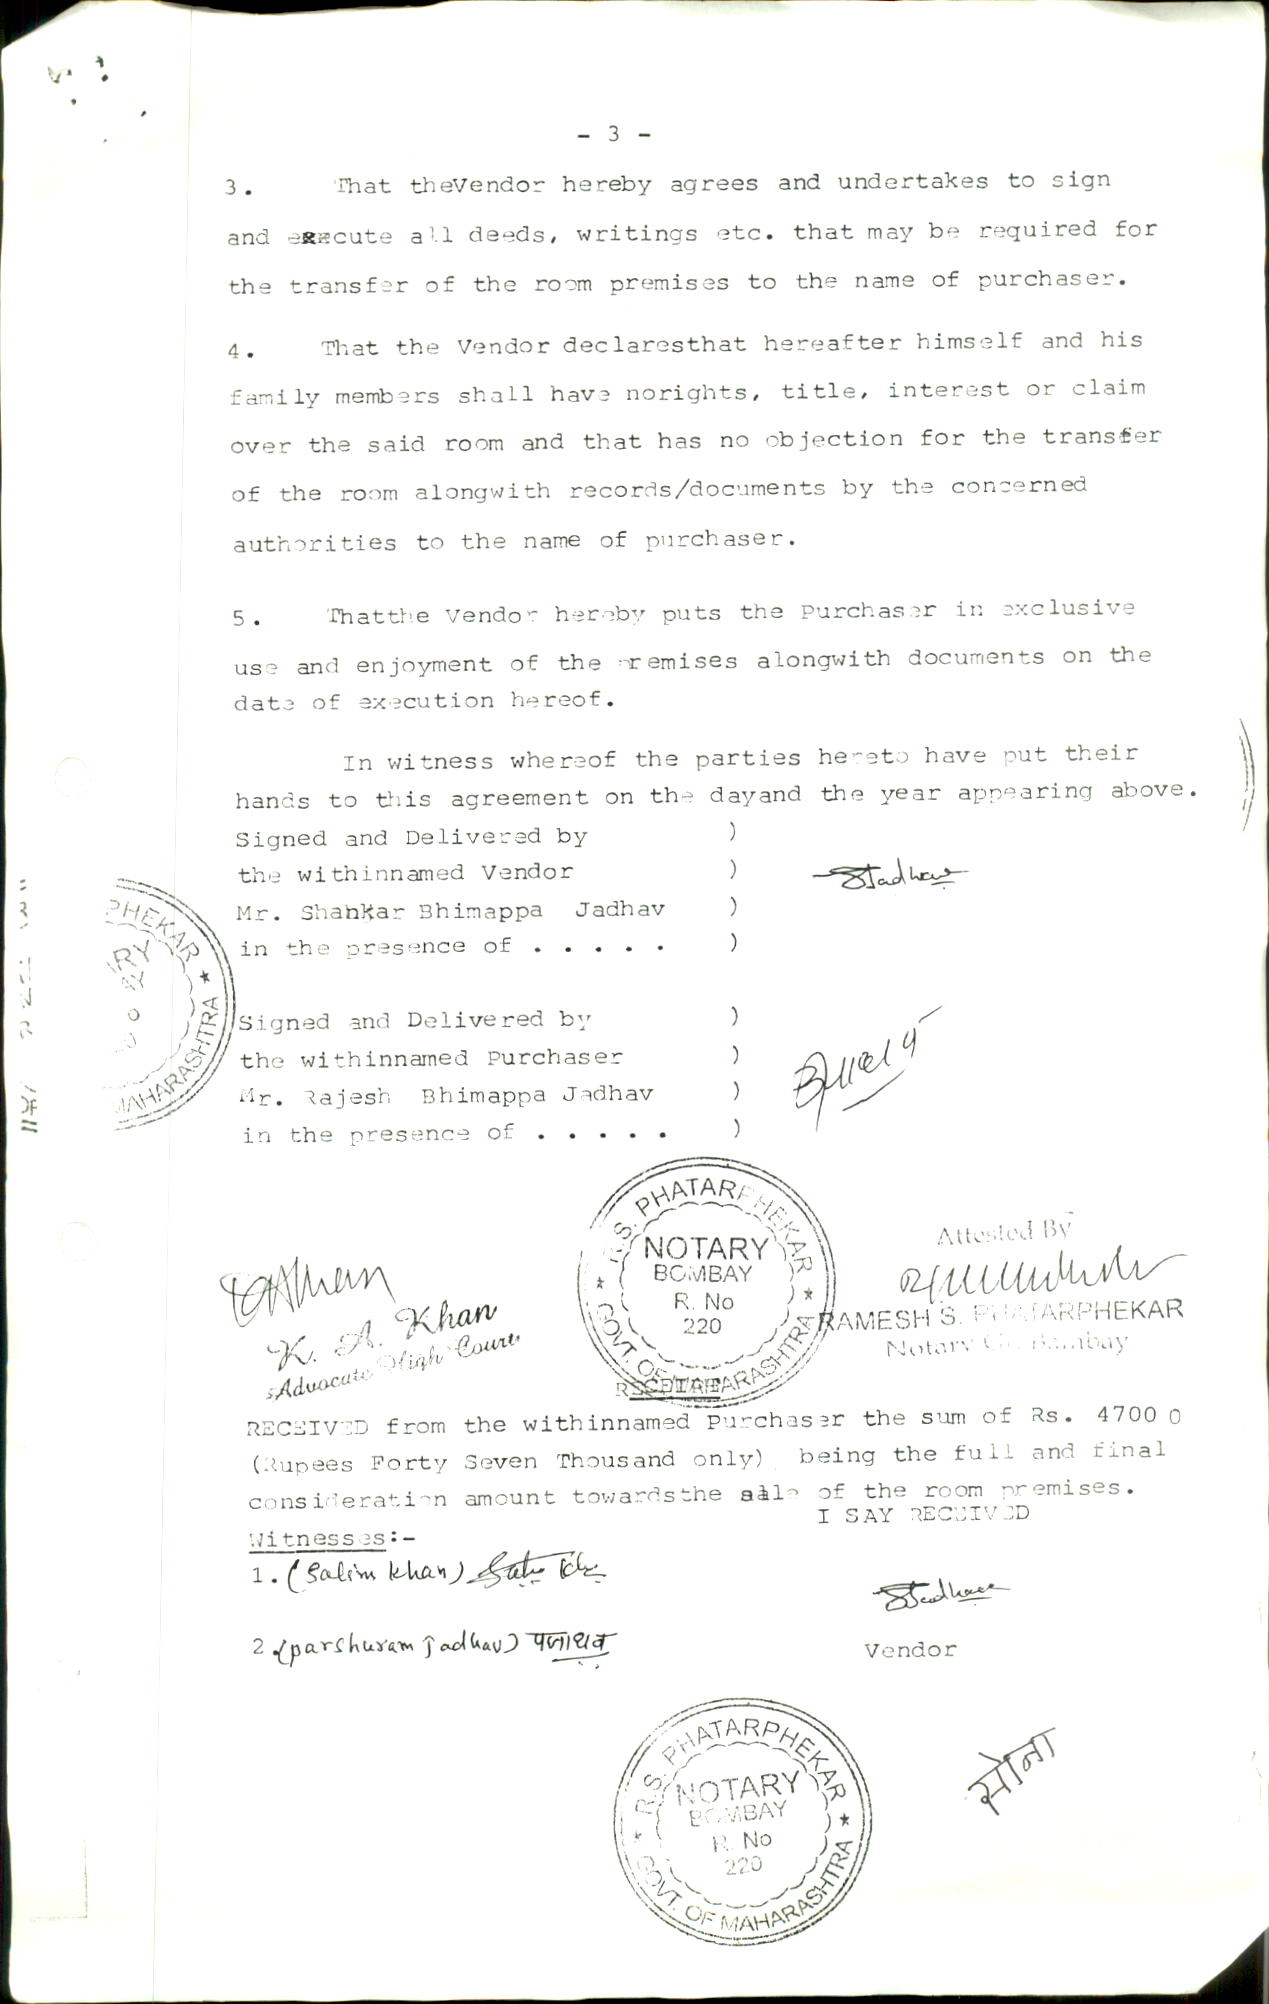 - 3 -
3. That theVendor hereby agrees and undertakes to sign
and execute all deeds, writings etc. that may be required for
the transfer of the room premises to the name of purchaser.
4. That the Vendor declaresthat hereafter himself and his
family members shall have norights, title, interest or claim
over the said room and that has no objection for the transfer
of the room alongwith records/documents by the concerned
authorities to the name of purchaser.
5. Thatthe Vendor hereby puts the Purchaser in exclusive
use and enjoyment of the premises alongwith documents on the
date of execution hereof.
In witness whereof the parties hereto have put their
hands to this agreement on the dayand the year appearing above.
Signed and Delivered by )
the withinnamed Vendor )
Mr. Shankar Bhimappa Jadhav )
in the presence of . . . . . )
SJadhav
PHEKAR
MAHARASHTRA
Signed and Delivered by )
the withinnamed Purchaser )
Mr. Rajesh Bhimappa Jadhav )
in the presence of . . . . . )
R.S. PHATARPHEKAR
NOTARY
BOMBAY
R. No
220
GOVT. OF MAHARASHTRA
Attested By
RAMESH S. PHATARPHEKAR
Notary Gr. Bombay
K. A. Khan
Advocate High Court
RECEIVED from the withinnamed Purchaser the sum of Rs. 47000
(Rupees Forty Seven Thousand only) being the full and final
consideration amount towardsthe sale of the room premises.
I SAY RECEIVED
Witnesses:-
1. (Salim Khan)
SJadhav
2. (parshuram Jadhav)
Vendor
R.S. PHATARPHEKAR
NOTARY
BOMBAY
R. No
220
GOVT. OF MAHARASHTRA
सोना